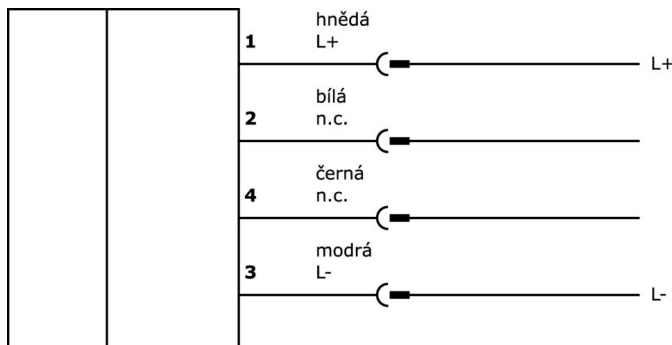 hnědá
1 L+
L+
bílá
2 n.c.
černá
4 n.c.
modrá
3 L-
L-